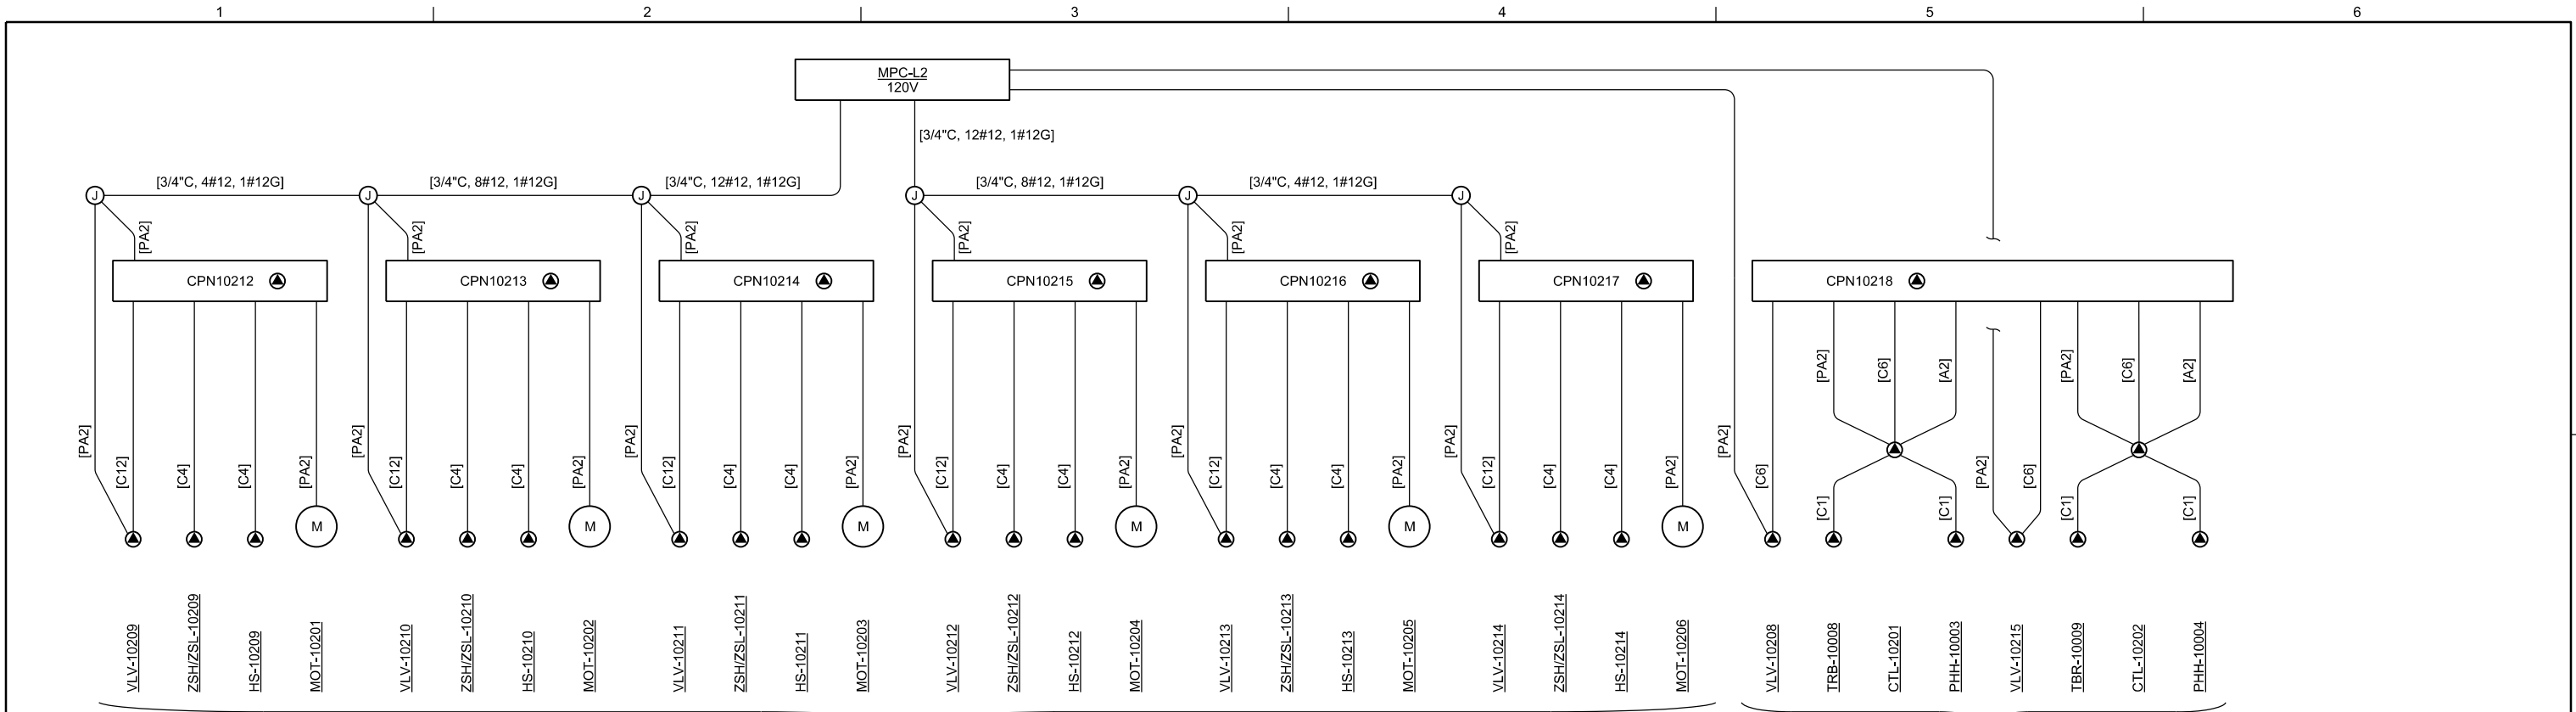 1 2 3 4 5 6
MPC-L2
120V
[3/4"C, 12#12, 1#12G]
[3/4"C, 4#12, 1#12G] [3/4"C, 8#12, 1#12G] [3/4"C, 12#12, 1#12G] [3/4"C, 8#12, 1#12G] [3/4"C, 4#12, 1#12G]
J J J J J J
[PA2] [PA2] [PA2] [PA2] [PA2] [PA2]
CPN10212 CPN10213 CPN10214 CPN10215 CPN10216 CPN10217 CPN10218
[PA2] [C6] [A2] [PA2] [C6] [A2]
[PA2] [C12] [C4] [C4] [PA2] [PA2] [C12] [C4] [C4] [PA2] [PA2] [C12] [C4] [C4] [PA2] [PA2] [C12] [C4] [C4] [PA2] [PA2] [C12] [C4] [C4] [PA2] [PA2] [C12] [C4] [C4] [PA2] [PA2] [C6] [C1] [C1] [PA2] [C6] [C1] [C1]
M M M M M M
VLV-10209
ZSH/ZSL-10209
HS-10209
MOT-10201
VLV-10210
ZSH/ZSL-10210
HS-10210
MOT-10202
VLV-10211
ZSH/ZSL-10211
HS-10211
MOT-10203
VLV-10212
ZSH/ZSL-10212
HS-10212
MOT-10204
VLV-10213
ZSH/ZSL-10213
HS-10213
MOT-10205
VLV-10214
ZSH/ZSL-10214
HS-10214
MOT-10206
VLV-10208
TRB-10008
CTL-10201
PHH-10003
VLV-10215
TBR-10009
CTL-10202
PHH-10004